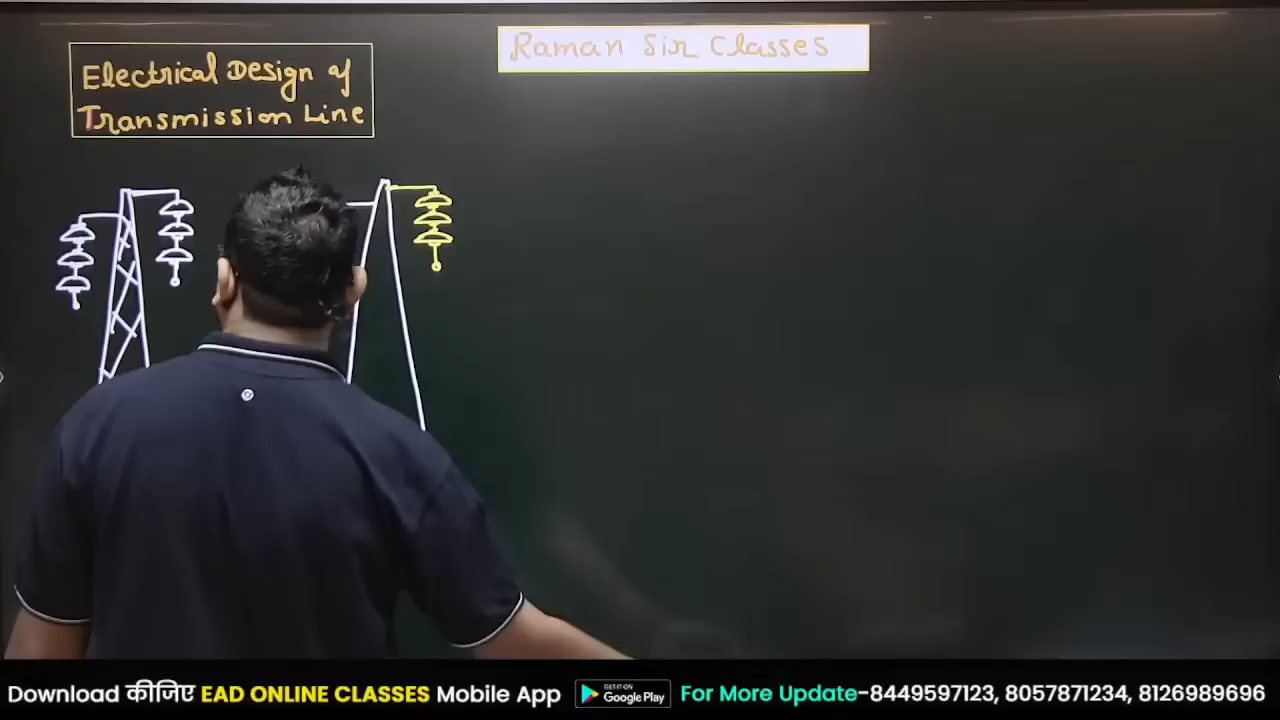 Raman Sir Classes
Electrical Design of
Transmission Line
Download कीजिए EAD ONLINE CLASSES Mobile App GET IT ON Google Play For More Update-8449597123, 8057871234, 8126989696